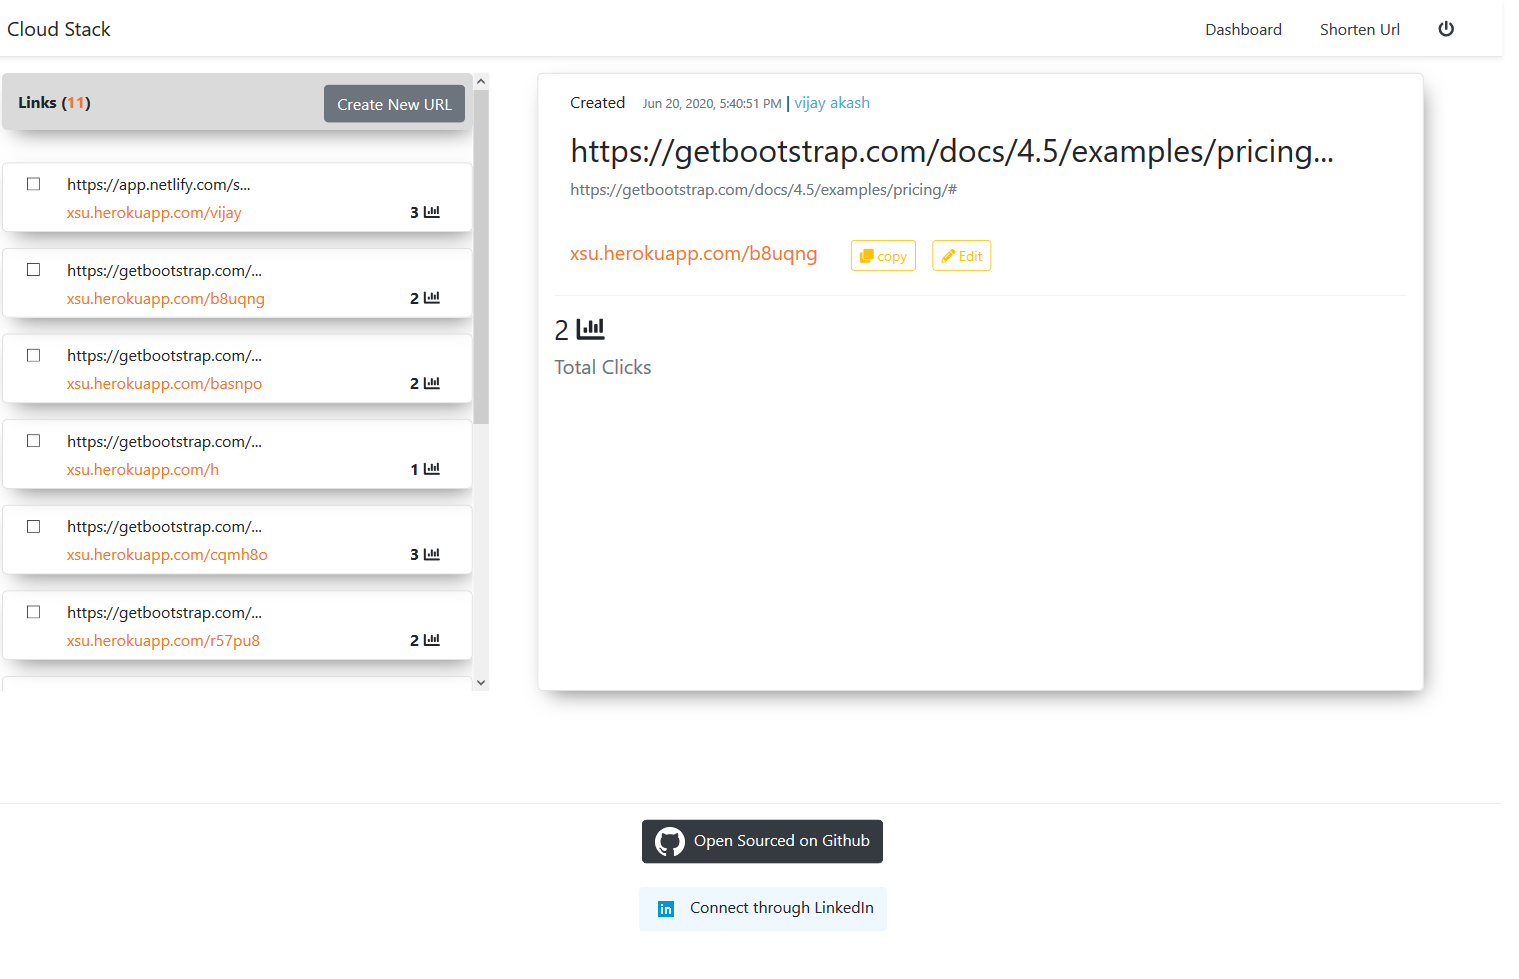 Cloud Stack
Dashboard
Shorten Url
Links (11)
Create New URL
https://app.netlify.com/s...
xsu.herokuapp.com/vijay
3
https://getbootstrap.com/...
xsu.herokuapp.com/b8uqng
2
https://getbootstrap.com/...
xsu.herokuapp.com/basnpo
2
https://getbootstrap.com/...
xsu.herokuapp.com/h
1
https://getbootstrap.com/...
xsu.herokuapp.com/cqmh8o
3
https://getbootstrap.com/...
xsu.herokuapp.com/r57pu8
2
Created Jun 20, 2020, 5:40:51 PM | vijay akash
https://getbootstrap.com/docs/4.5/examples/pricing...
https://getbootstrap.com/docs/4.5/examples/pricing/#
xsu.herokuapp.com/b8uqng
copy
Edit
2
Total Clicks
Open Sourced on Github
in Connect through LinkedIn